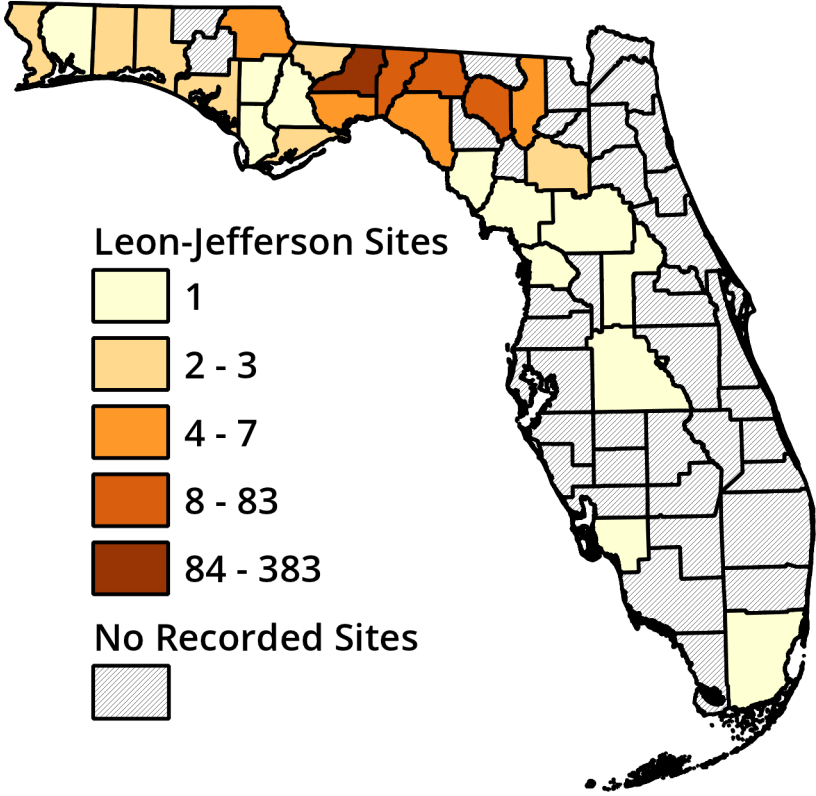 Leon-Jefferson Sites
1
2 - 3
4 - 7
8 - 83
84 - 383
No Recorded Sites